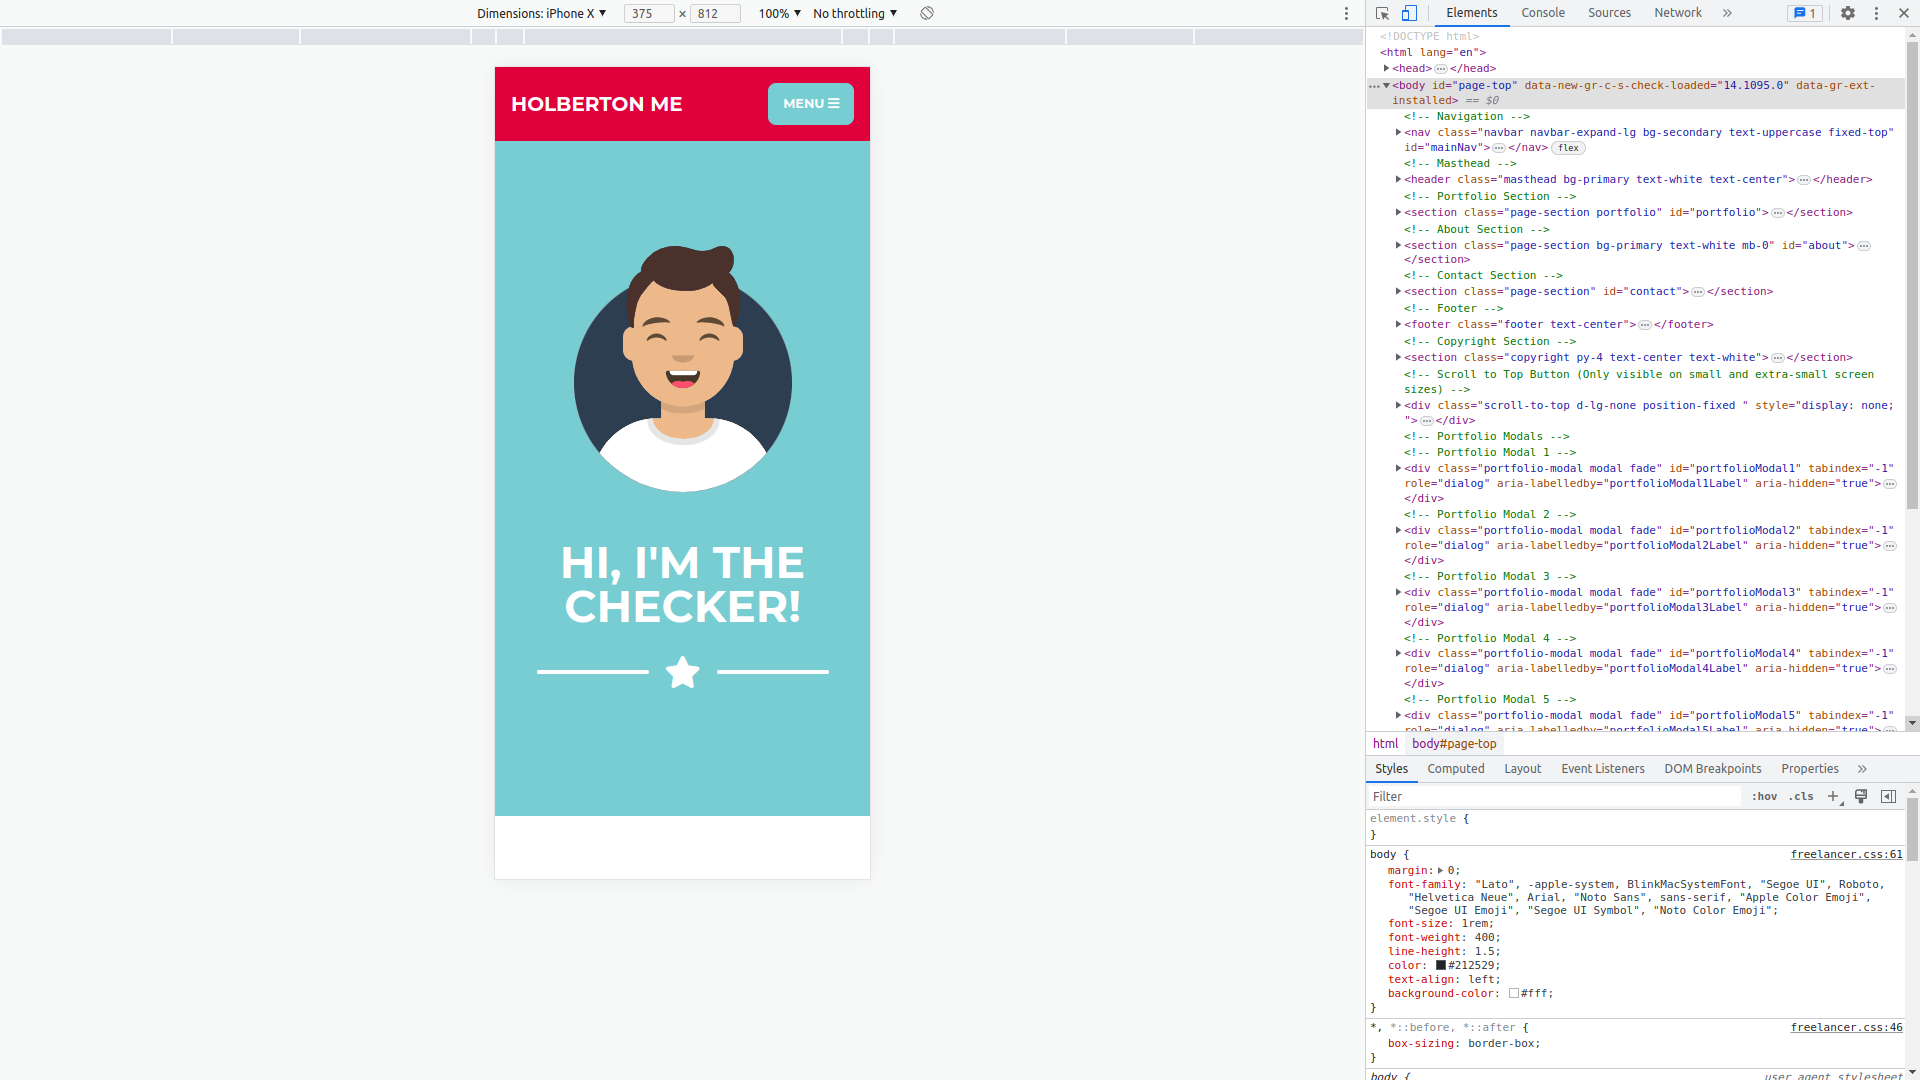 Dimensions: iPhone X ▼ 375 × 812 100% ▼ No throttling ▼
HOLBERTON ME
MENU
HI, I'M THE
CHECKER!
Elements Console Sources Network » 1
<!DOCTYPE html>
<html lang="en">
<head>…</head>
<body id="page-top" data-new-gr-c-s-check-loaded="14.1095.0" data-gr-ext-
installed> == $0
<!-- Navigation -->
<nav class="navbar navbar-expand-lg bg-secondary text-uppercase fixed-top"
id="mainNav">…</nav> flex
<!-- Masthead -->
<header class="masthead bg-primary text-white text-center">…</header>
<!-- Portfolio Section -->
<section class="page-section portfolio" id="portfolio">…</section>
<!-- About Section -->
<section class="page-section bg-primary text-white mb-0" id="about">…
</section>
<!-- Contact Section -->
<section class="page-section" id="contact">…</section>
<!-- Footer -->
<footer class="footer text-center">…</footer>
<!-- Copyright Section -->
<section class="copyright py-4 text-center text-white">…</section>
<!-- Scroll to Top Button (Only visible on small and extra-small screen
sizes) -->
<div class="scroll-to-top d-lg-none position-fixed " style="display: none;
">…</div>
<!-- Portfolio Modals -->
<!-- Portfolio Modal 1 -->
<div class="portfolio-modal modal fade" id="portfolioModal1" tabindex="-1"
role="dialog" aria-labelledby="portfolioModal1Label" aria-hidden="true">…
</div>
<!-- Portfolio Modal 2 -->
<div class="portfolio-modal modal fade" id="portfolioModal2" tabindex="-1"
role="dialog" aria-labelledby="portfolioModal2Label" aria-hidden="true">…
</div>
<!-- Portfolio Modal 3 -->
<div class="portfolio-modal modal fade" id="portfolioModal3" tabindex="-1"
role="dialog" aria-labelledby="portfolioModal3Label" aria-hidden="true">…
</div>
<!-- Portfolio Modal 4 -->
<div class="portfolio-modal modal fade" id="portfolioModal4" tabindex="-1"
role="dialog" aria-labelledby="portfolioModal4Label" aria-hidden="true">…
</div>
<!-- Portfolio Modal 5 -->
<div class="portfolio-modal modal fade" id="portfolioModal5" tabindex="-1"
role="dialog" aria-labelledby="portfolioModal5Label" aria-hidden="true">…
html body#page-top
Styles Computed Layout Event Listeners DOM Breakpoints Properties »
Filter :hov .cls +
element.style {
}
body { freelancer.css:61
margin: 0;
font-family: "Lato", -apple-system, BlinkMacSystemFont, "Segoe UI", Roboto,
"Helvetica Neue", Arial, "Noto Sans", sans-serif, "Apple Color Emoji",
"Segoe UI Emoji", "Segoe UI Symbol", "Noto Color Emoji";
font-size: 1rem;
font-weight: 400;
line-height: 1.5;
color: #212529;
text-align: left;
background-color: #fff;
}
*, *::before, *::after { freelancer.css:46
box-sizing: border-box;
}
body { user agent stylesheet